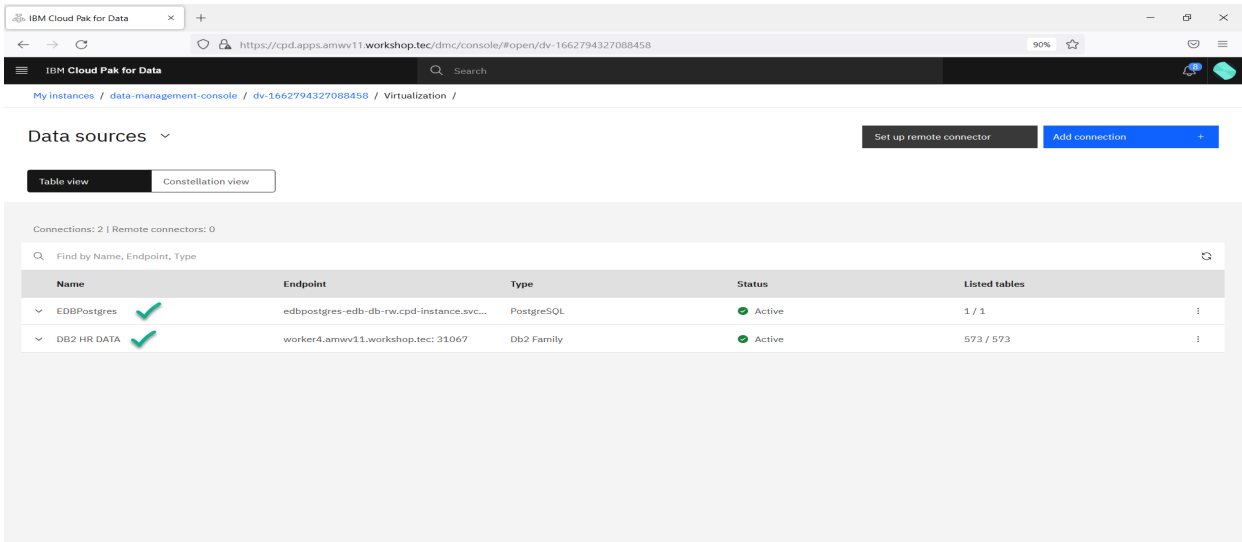 IBM Cloud Pak for Data
https://cpd.apps.amwv11.workshop.tec/dmc/console/#open/dv-1662794327088458
90%
IBM Cloud Pak for Data
Search
8
My instances / data-management-console / dv-1662794327088458 / Virtualization /
Data sources
Set up remote connector
Add connection +
Table view
Constellation view
Connections: 2 | Remote connectors: 0
Find by Name, Endpoint, Type
Name Endpoint Type Status Listed tables
EDBPostgres edbpostgres-edb-db-rw.cpd-instance.svc... PostgreSQL Active 1 / 1
DB2 HR DATA worker4.amwv11.workshop.tec: 31067 Db2 Family Active 573 / 573